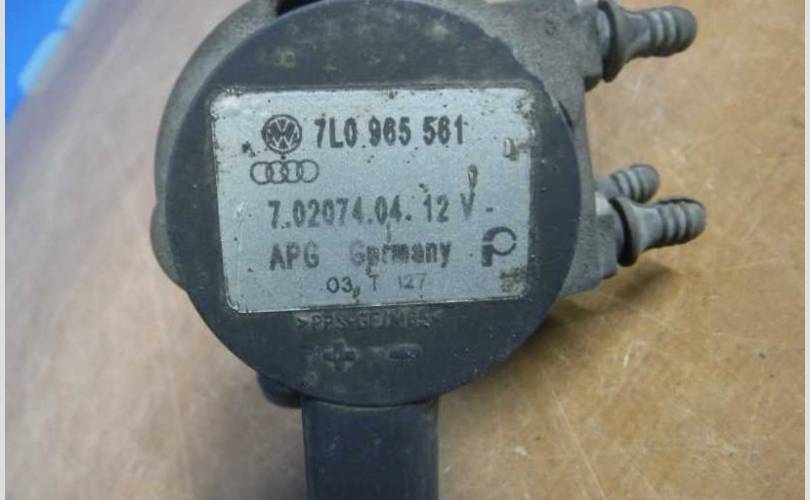 7L0 965 561
7.02074.04. 12 V -
APG Germany
03 T 127
+ -